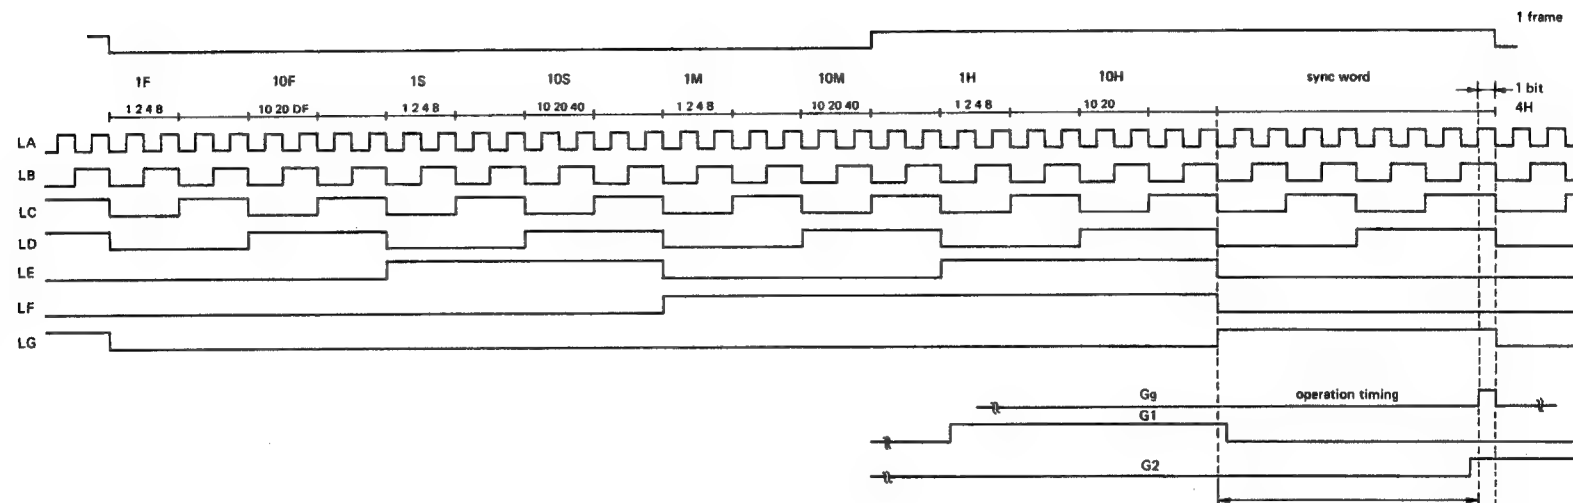 1 frame
1F 10F 1S 10S 1M 10M 1H 10H sync word
1 bit
1 2 4 8 10 20 DF 1 2 4 8 10 20 40 1 2 4 8 10 20 40 1 2 4 8 10 20 4H
LA
LB
LC
LD
LE
LF
LG
Gg operation timing
G1
G2